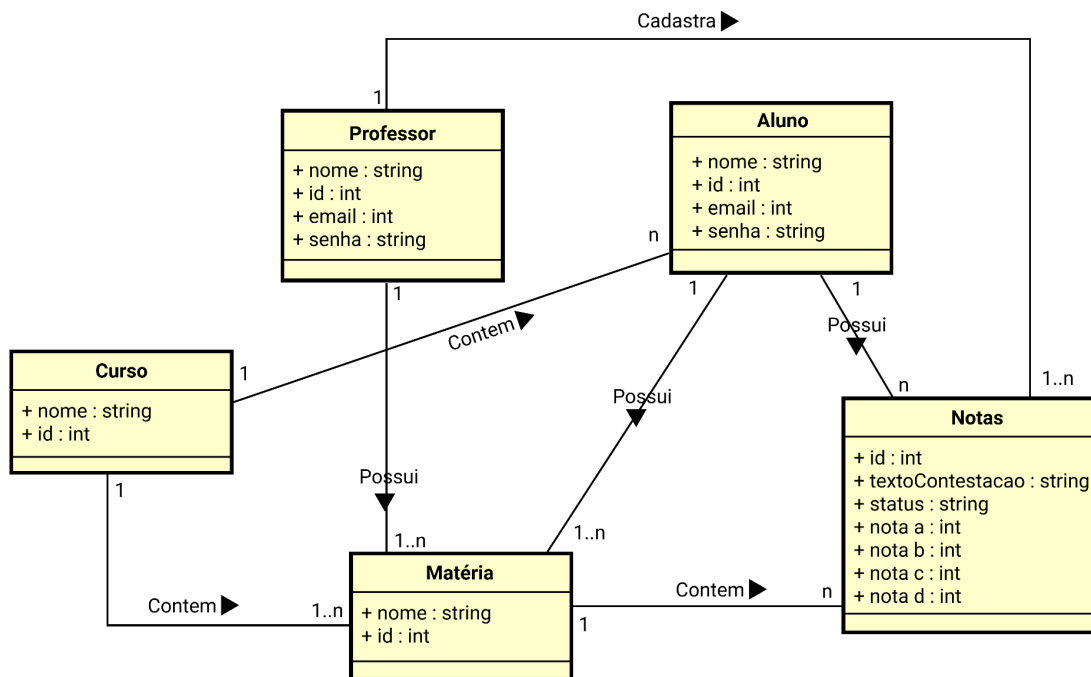 Cadastra
1
Professor
+ nome : string
+ id : int
+ email : int
+ senha : string
1
Aluno
+ nome : string
+ id : int
+ email : int
+ senha : string
n
1
1
Contem
Possui
1
Curso
+ nome : string
+ id : int
1
n
1..n
Possui
Possui
1..n
1..n
Notas
+ id : int
+ textoContestacao : string
+ status : string
+ nota a : int
+ nota b : int
+ nota c : int
+ nota d : int
Contem
1..n
Matéria
+ nome : string
+ id : int
1
Contem
n